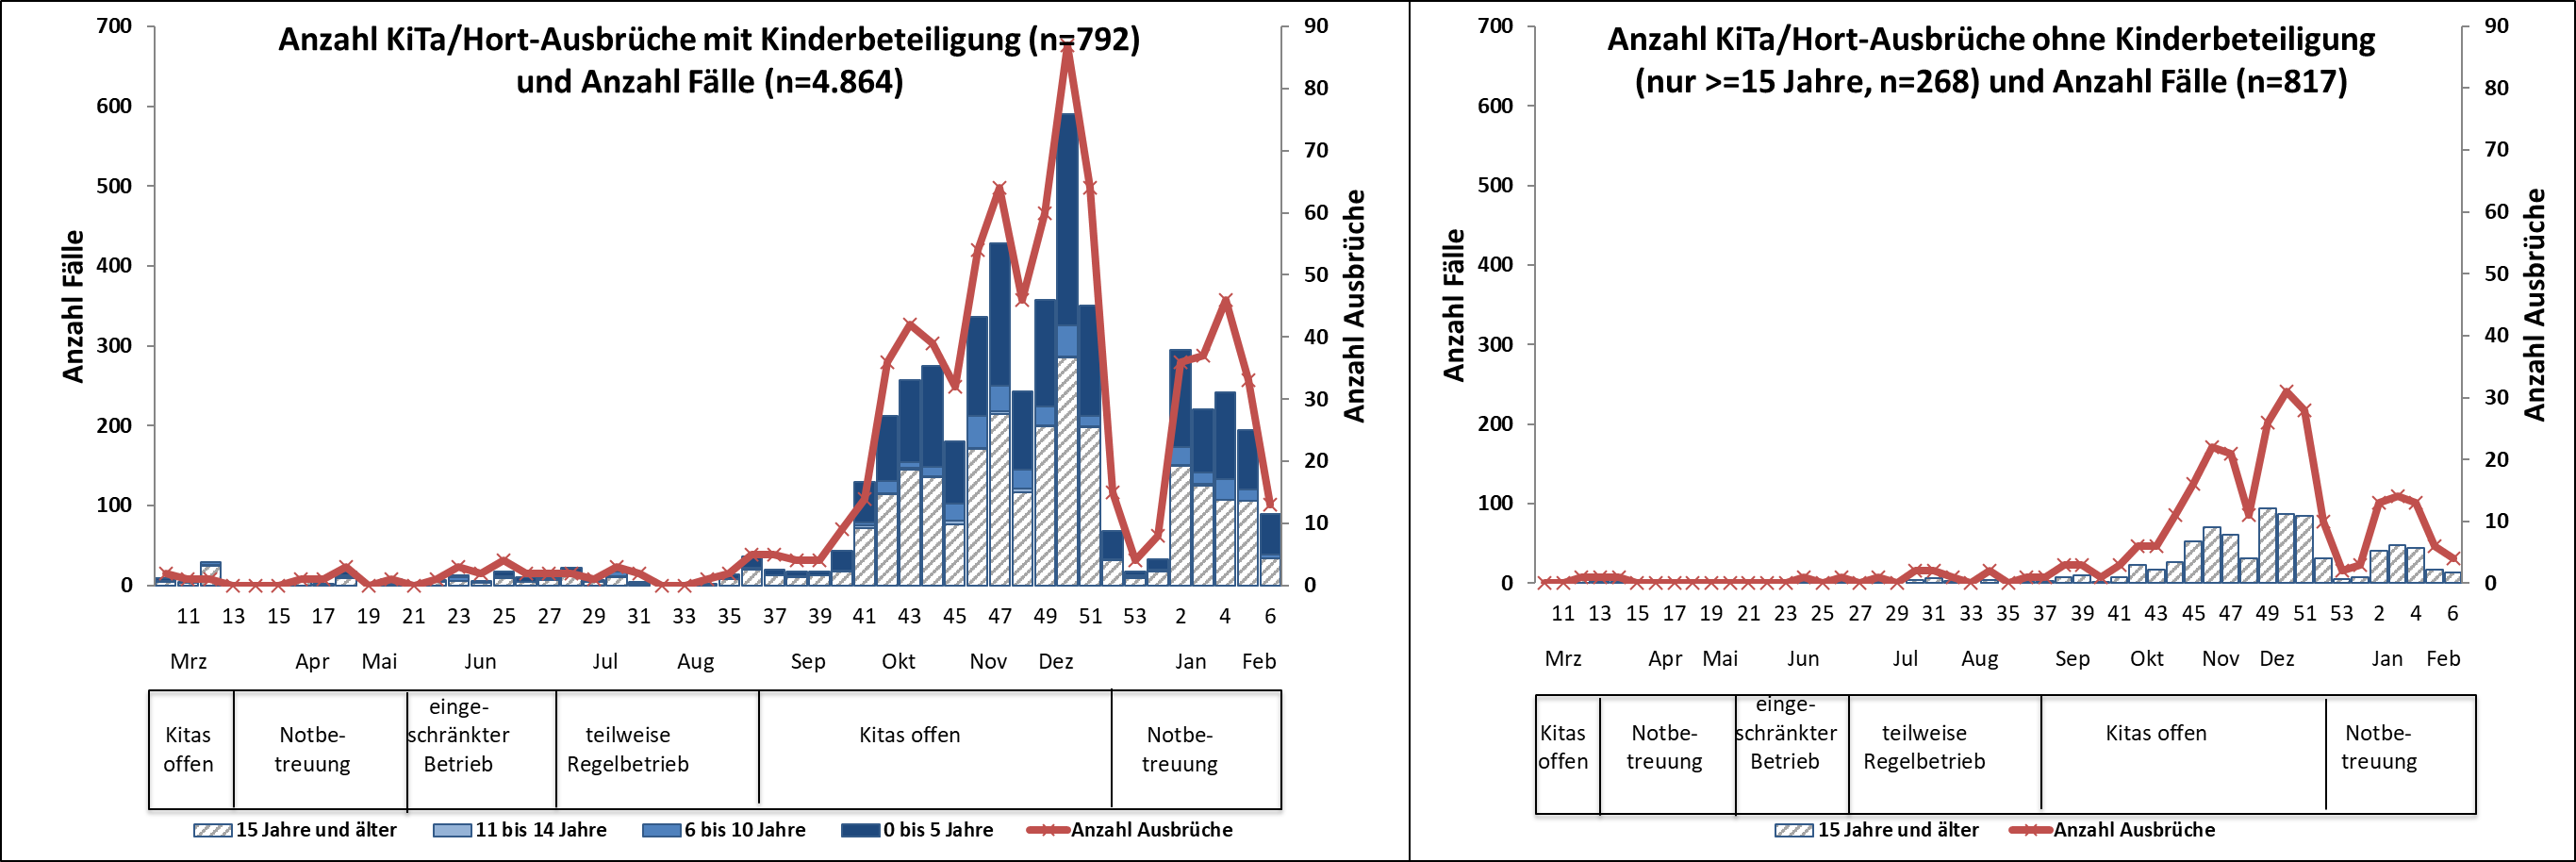 Anzahl KiTa/Hort-Ausbrüche mit Kinderbeteiligung (n=792)
und Anzahl Fälle (n=4.864)
700
600
500
400
300
200
100
0
Anzahl Fälle
90
80
70
60
50
40
30
20
10
0
Anzahl Ausbrüche
11 13 15 17 19 21 23 25 27 29 31 33 35 37 39 41 43 45 47 49 51 53 2 4 6
Mrz Apr Mai Jun Jul Aug Sep Okt Nov Dez Jan Feb
Kitas
offen
Notbe-
treuung
einge-
schränkter
Betrieb
teilweise
Regelbetrieb
Kitas offen
Notbe-
treuung
15 Jahre und älter 11 bis 14 Jahre 6 bis 10 Jahre 0 bis 5 Jahre Anzahl Ausbrüche
Anzahl KiTa/Hort-Ausbrüche ohne Kinderbeteiligung
(nur >=15 Jahre, n=268) und Anzahl Fälle (n=817)
700
600
500
400
300
200
100
0
Anzahl Fälle
90
80
70
60
50
40
30
20
10
0
Anzahl Ausbrüche
11 13 15 17 19 21 23 25 27 29 31 33 35 37 39 41 43 45 47 49 51 53 2 4 6
Mrz Apr Mai Jun Jul Aug Sep Okt Nov Dez Jan Feb
Kitas
offen
Notbe-
treuung
einge-
schränkter
Betrieb
teilweise
Regelbetrieb
Kitas offen
Notbe-
treuung
15 Jahre und älter Anzahl Ausbrüche